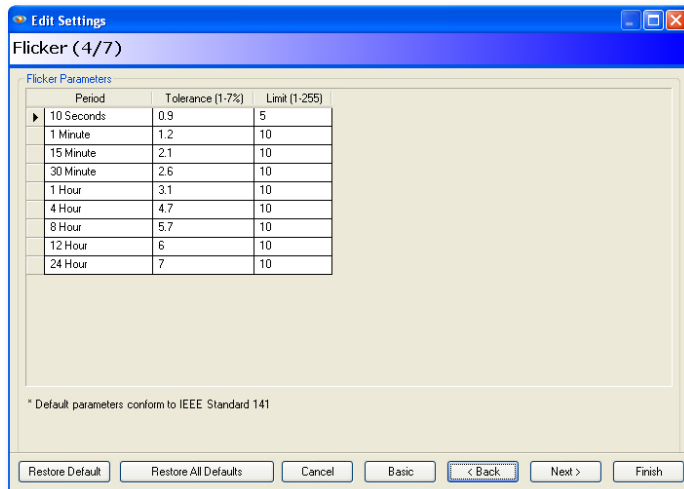 Edit Settings
Flicker (4/7)
Flicker Parameters
Period Tolerance (1-7%) Limit (1-255)
10 Seconds 0.9 5
1 Minute 1.2 10
15 Minute 2.1 10
30 Minute 2.6 10
1 Hour 3.1 10
4 Hour 4.7 10
8 Hour 5.7 10
12 Hour 6 10
24 Hour 7 10
* Default parameters conform to IEEE Standard 141
Restore Default Restore All Defaults Cancel Basic < Back Next > Finish